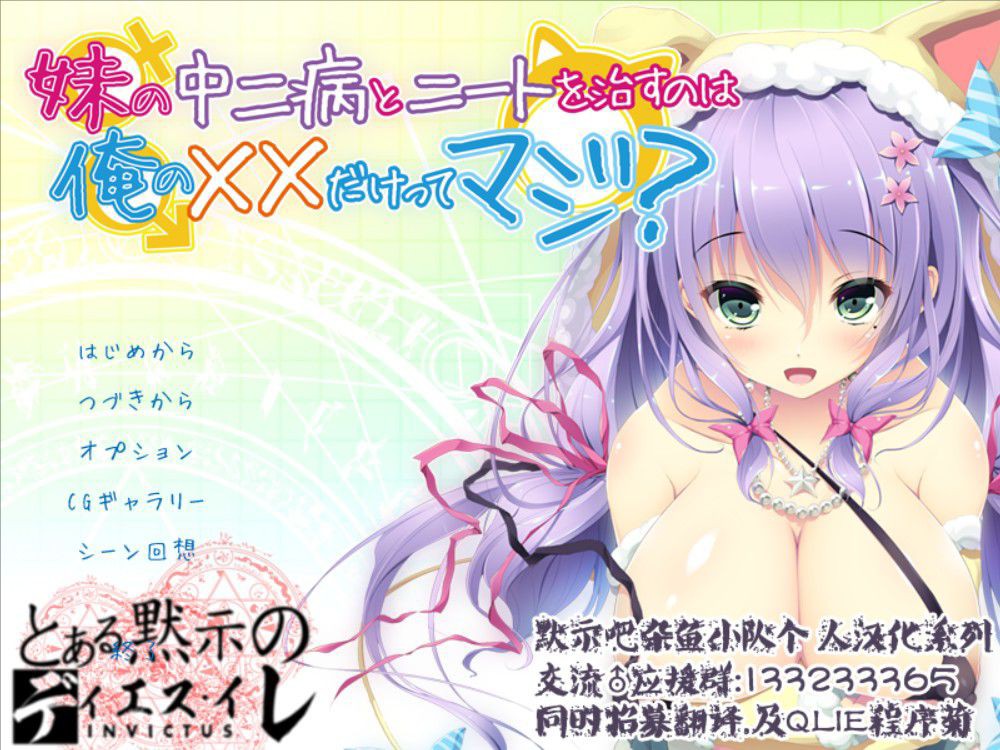 妹の中二病とニートを治すのは
俺の××だけってマジ?
はじめから
つづきから
オプション
CGギャラリー
シーン回想
終了
とある黙示の
ディエス・イレ
INVICTUS
默示吧杂鱼小队个人汉化系列
交流♂应援群:133233365
同时招募翻译.及QLIE程序菊